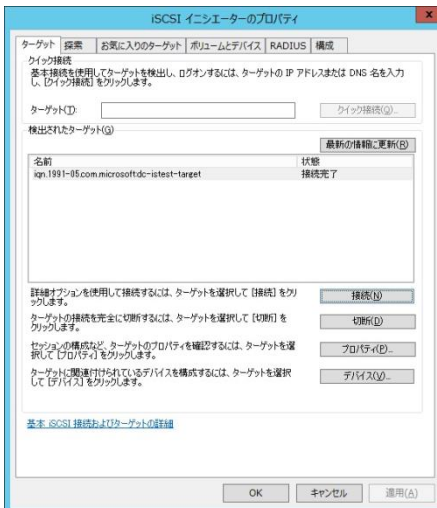 iSCSI イニシエーターのプロパティ
x
ターゲット 探索 お気に入りのターゲット ボリュームとデバイス RADIUS 構成
クイック接続
基本接続を使用してターゲットを検出し、ログオンするには、ターゲットの IP アドレスまたは DNS 名を入力
し、[クイック接続] をクリックします。
ターゲット(T): クイック接続(Q)...
検出されたターゲット(G)
最新の情報に更新(R)
名前 状態
iqn.1991-05.com.microsoft:dc-istest-target 接続完了
詳細オプションを使用して接続するには、ターゲットを選択して [接続] をクリ
ックします。
接続(N)
ターゲットの接続を完全に切断するには、ターゲットを選択して [切断] を
クリックします。
切断(D)
セッションの構成など、ターゲットのプロパティを確認するには、ターゲットを選
択して [プロパティ] をクリックします。
プロパティ(P)...
ターゲットに関連付けられているデバイスを構成するには、ターゲットを選択
して [デバイス] をクリックします。
デバイス(V)...
基本 iSCSI 接続およびターゲットの詳細
OK キャンセル 適用(A)